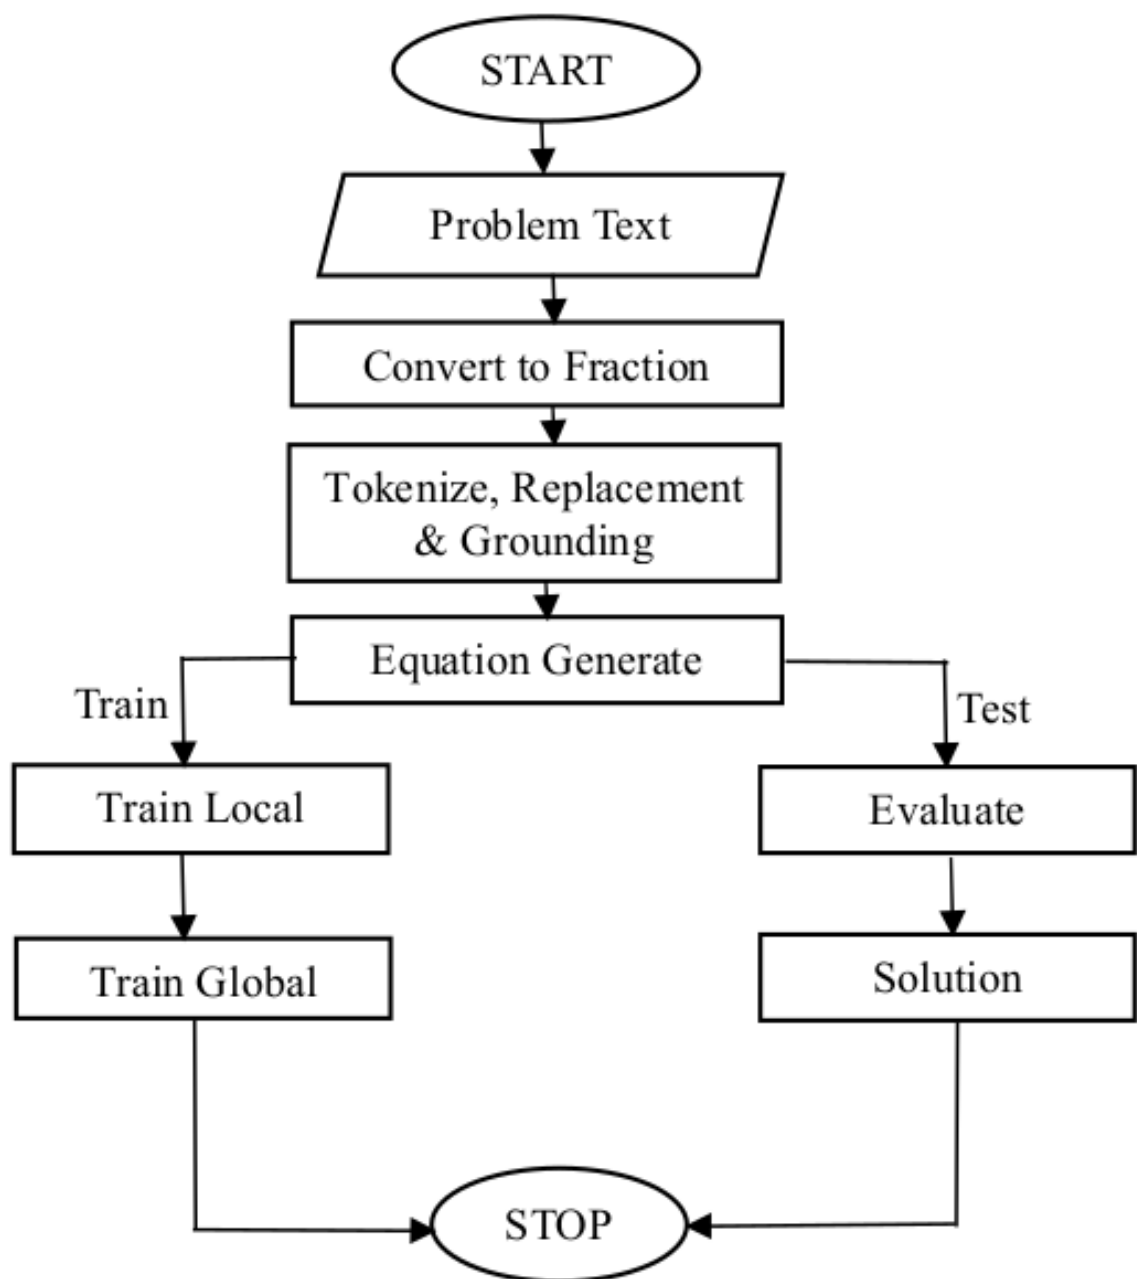 START
Problem Text
Convert to Fraction
Tokenize, Replacement
& Grounding
Equation Generate
Train
Test
Train Local
Evaluate
Train Global
Solution
STOP